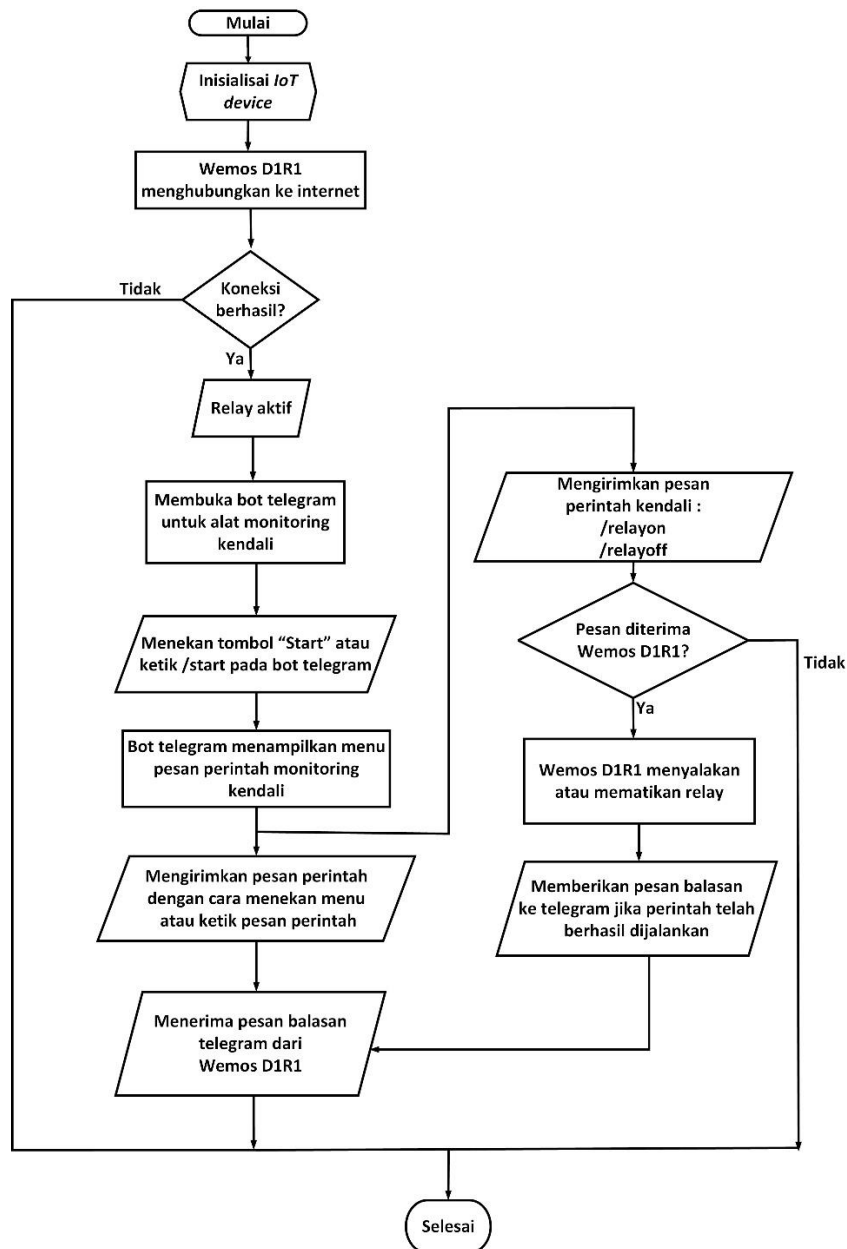 Mulai
Inisialisai IoT
device
Wemos D1R1
menghubungkan ke internet
Tidak
Koneksi
berhasil?
Ya
Relay aktif
Membuka bot telegram
untuk alat monitoring
kendali
Menekan tombol “Start” atau
ketik /start pada bot telegram
Bot telegram menampilkan menu
pesan perintah monitoring
kendali
Mengirimkan pesan perintah
dengan cara menekan menu
atau ketik pesan perintah
Menerima pesan balasan
telegram dari
Wemos D1R1
Mengirimkan pesan
perintah kendali :
/relayon
/relayoff
Pesan diterima
Wemos D1R1?
Tidak
Ya
Wemos D1R1 menyalakan
atau mematikan relay
Memberikan pesan balasan
ke telegram jika perintah telah
berhasil dijalankan
Selesai